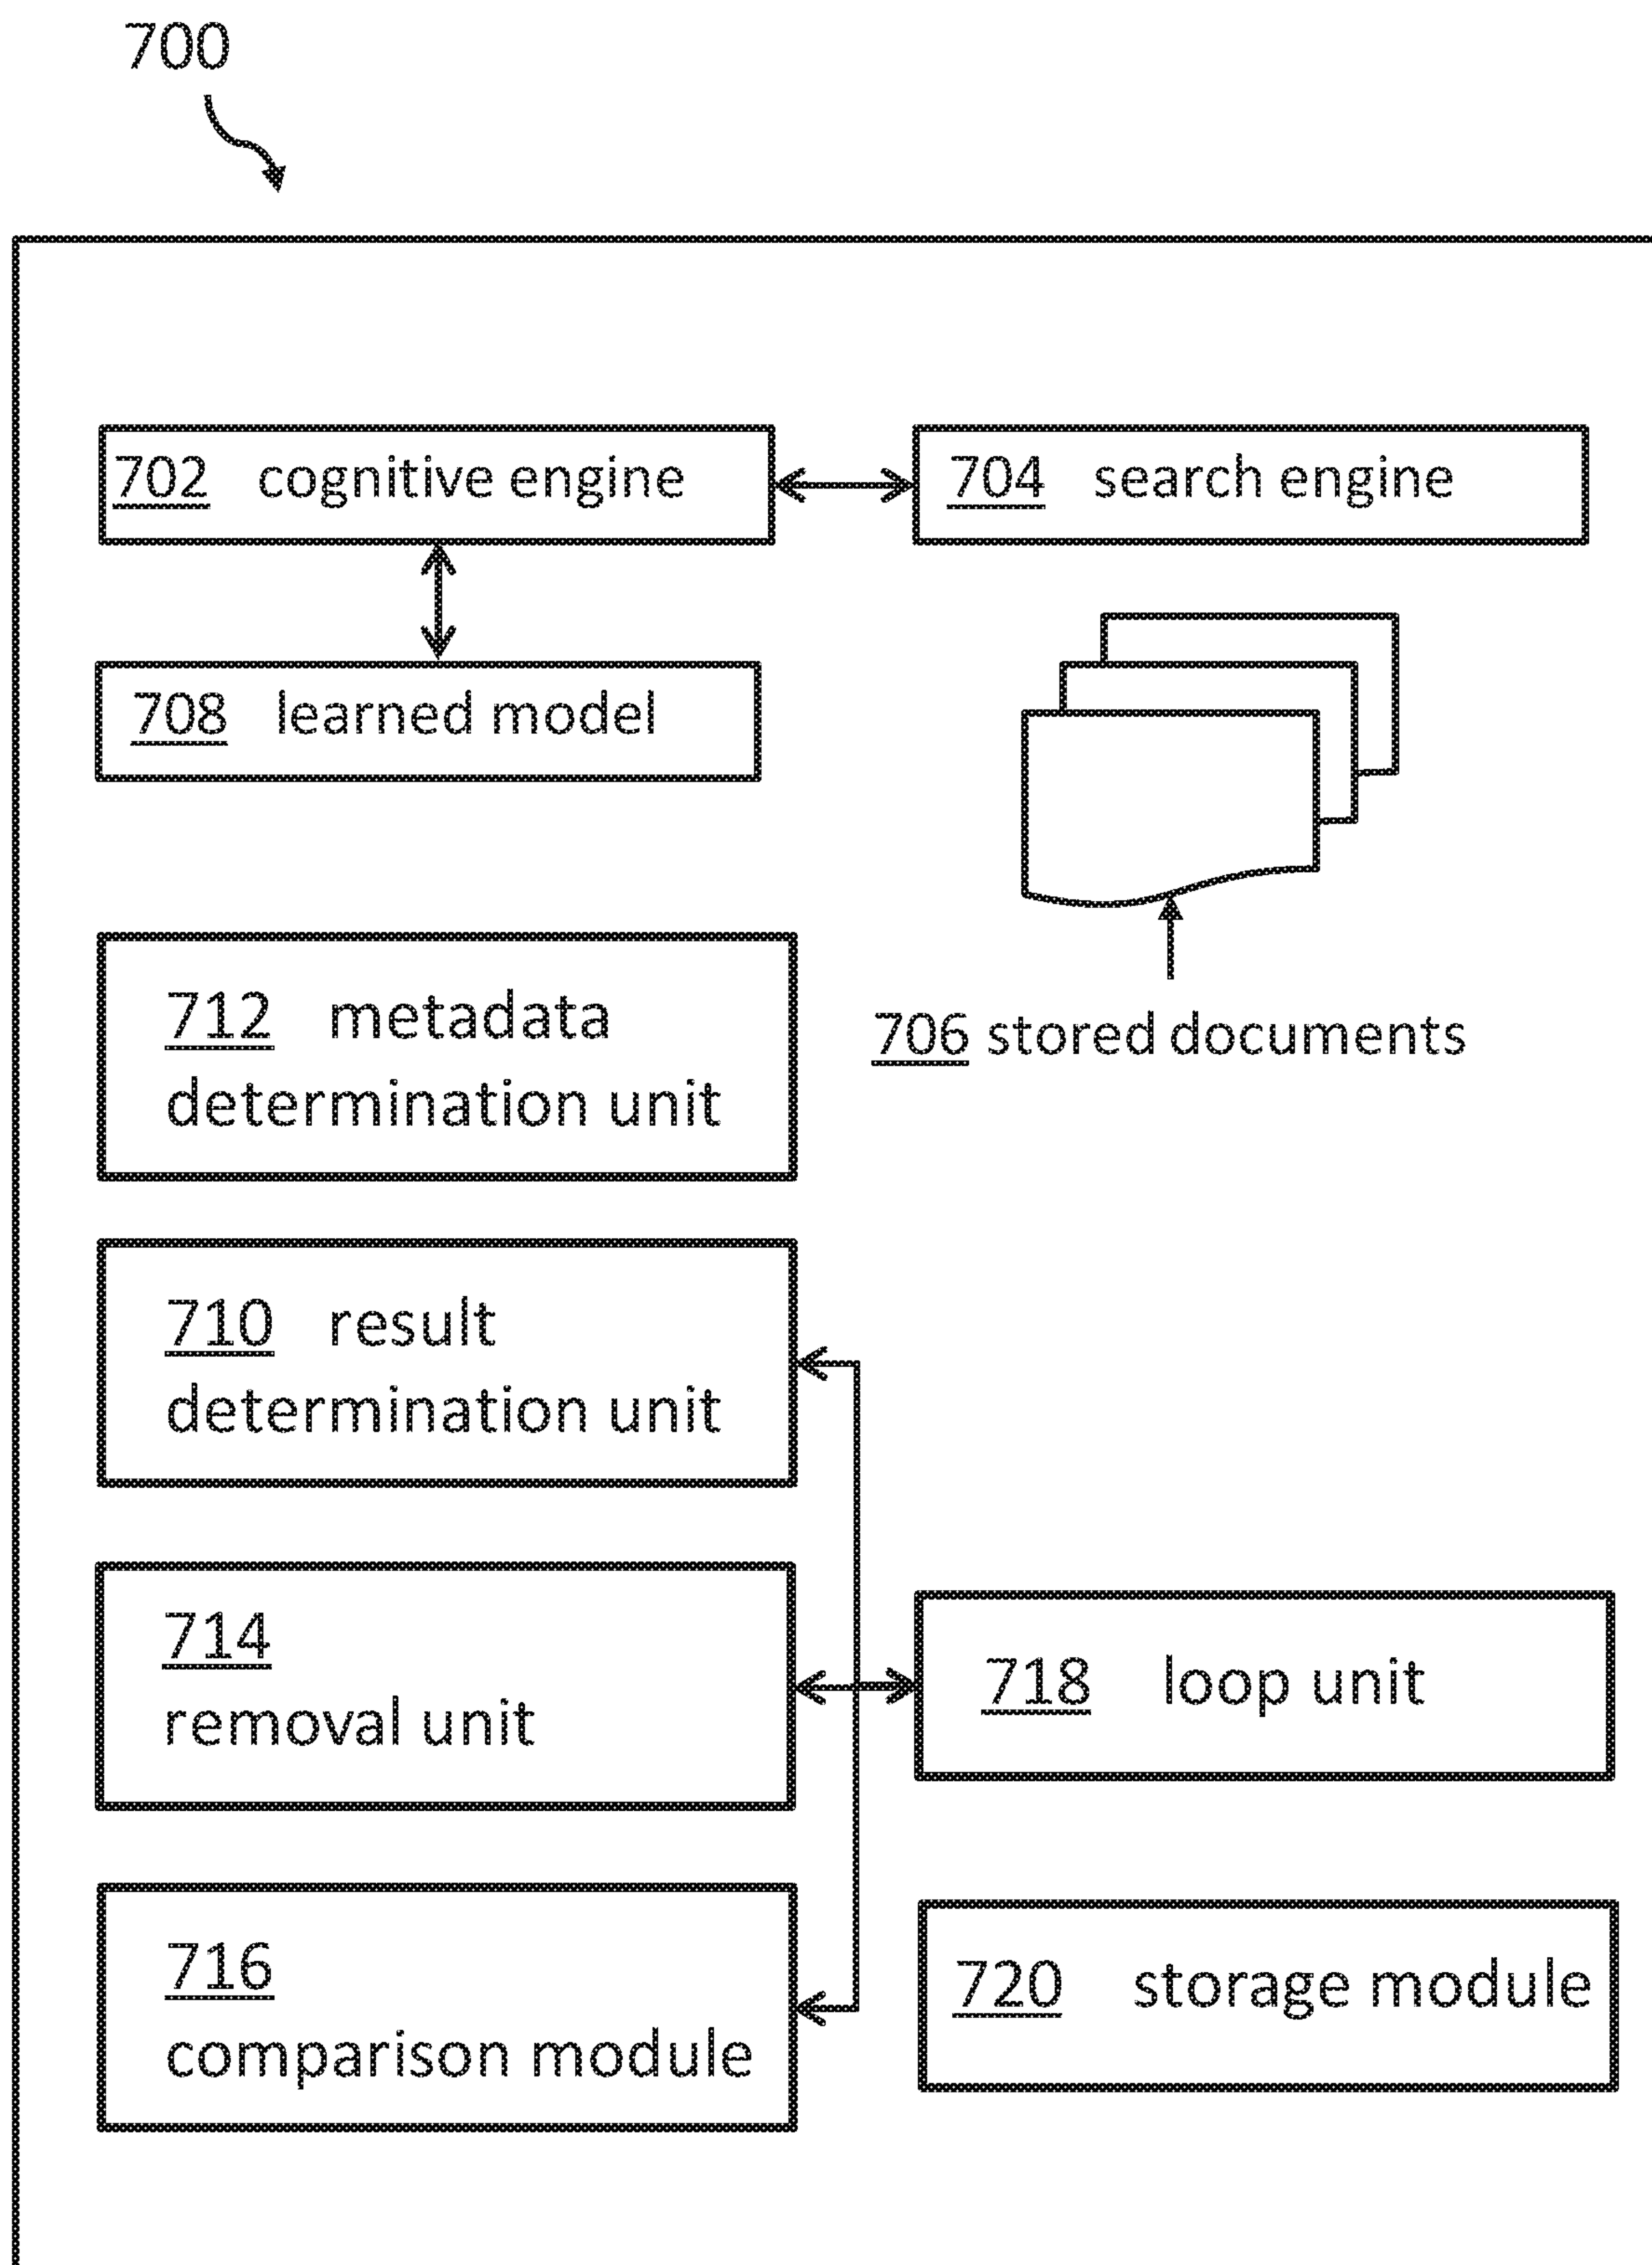 700
702 cognitive engine
704 search engine
708 learned model
712 metadata
determination unit
706 stored documents
710 result
determination unit
714
removal unit
718 loop unit
716
comparison module
720 storage module